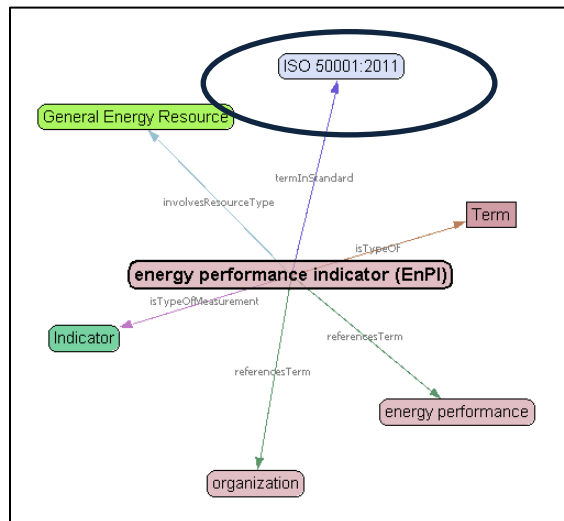 ISO 50001:2011
General Energy Resource
termInStandard
involvesResourceType
Term
isTypeOf
energy performance indicator (EnPI)
isTypeOfMeasurement
Indicator
referencesTerm
referencesTerm
energy performance
organization